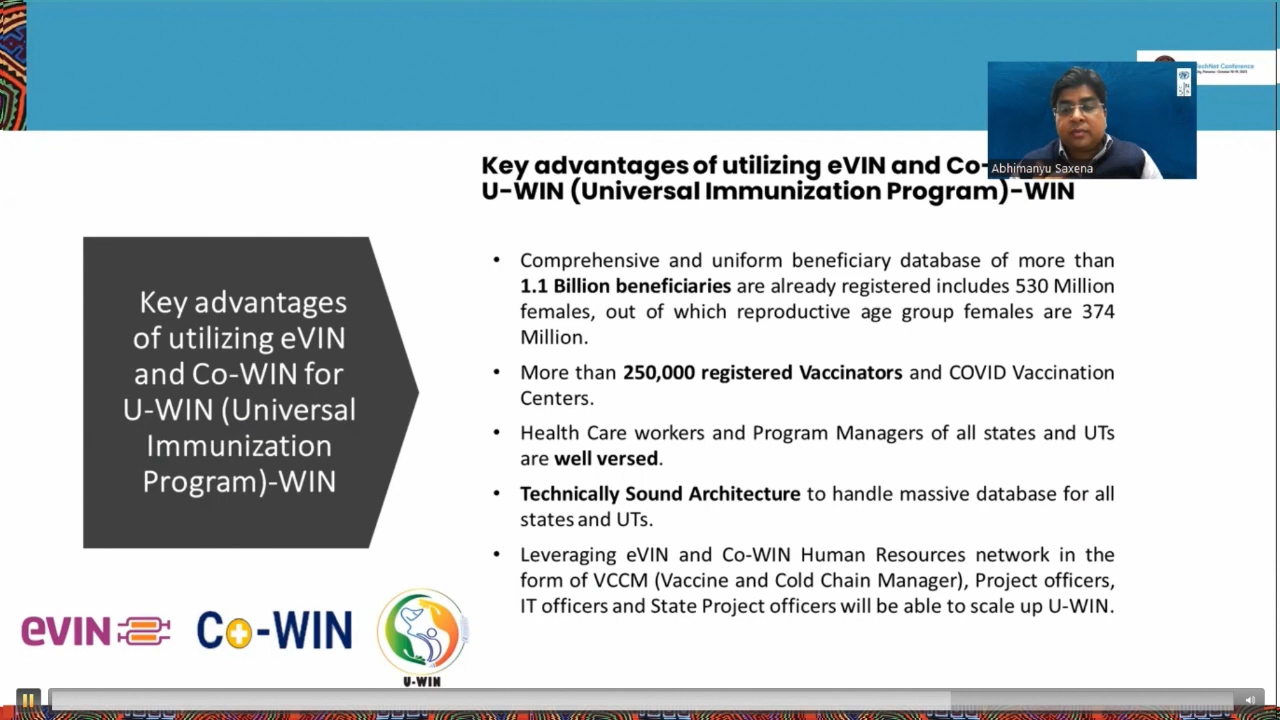 TechNet Conference
Abhimanyu Saxena
Key advantages of utilizing eVIN and Co-
U-WIN (Universal Immunization Program)-WIN
Key advantages
of utilizing eVIN
and Co-WIN for
U-WIN (Universal
Immunization
Program)-WIN
• Comprehensive and uniform beneficiary database of more than
1.1 Billion beneficiaries are already registered includes 530 Million
females, out of which reproductive age group females are 374
Million.
• More than 250,000 registered Vaccinators and COVID Vaccination
Centers.
• Health Care workers and Program Managers of all states and UTs
are well versed.
• Technically Sound Architecture to handle massive database for all
states and UTs.
• Leveraging eVIN and Co-WIN Human Resources network in the
form of VCCM (Vaccine and Cold Chain Manager), Project officers,
IT officers and State Project officers will be able to scale up U-WIN.
eVIN
Co-WIN
U-WIN